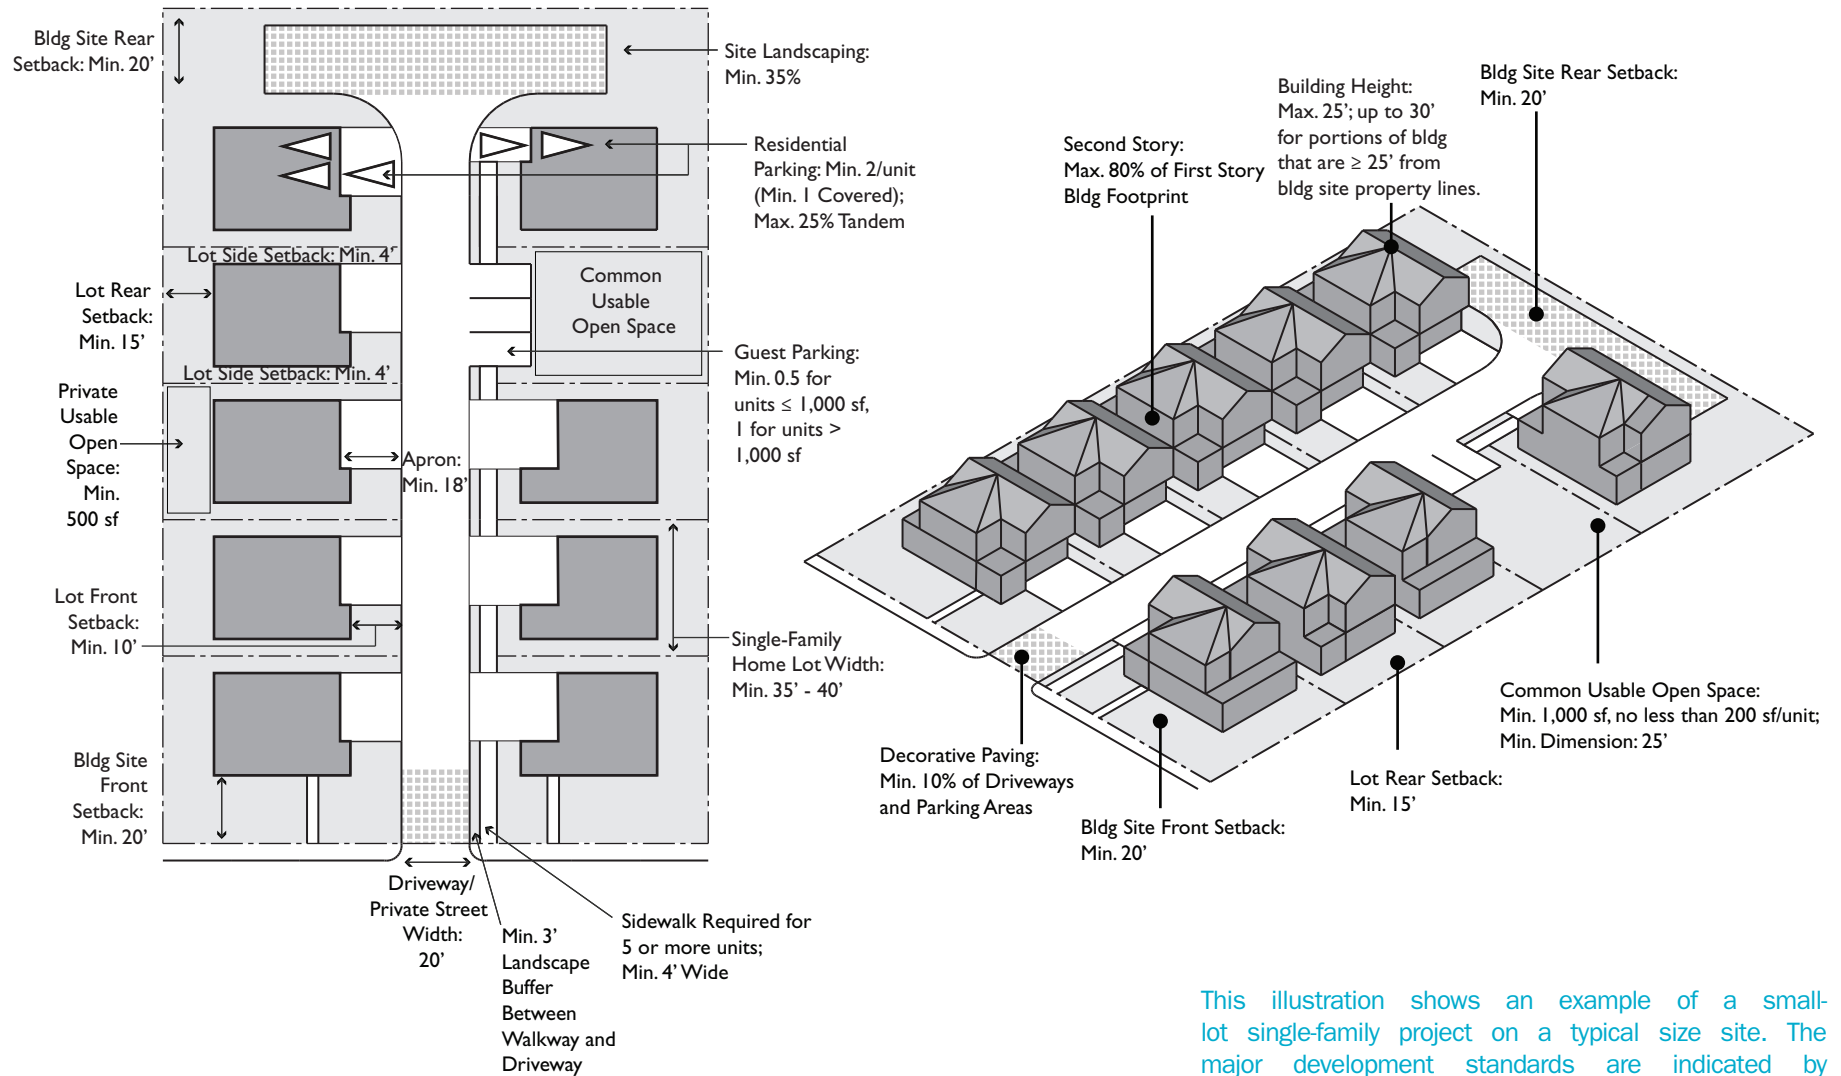 Bldg Site Rear
Setback: Min. 20’
Site Landscaping:
Min. 35%
Residential
Parking: Min. 2/unit
(Min. 1 Covered);
Max. 25% Tandem
Lot Side Setback: Min. 4’
Common
Usable
Open Space
Lot Rear
Setback:
Min. 15’
Lot Side Setback: Min. 4’
Guest Parking:
Min. 0.5 for
units ≤ 1,000 sf,
1 for units >
1,000 sf
Private
Usable
Open
Space:
Min.
500 sf
Apron:
Min. 18’
Lot Front
Setback:
Min. 10’
Single-Family
Home Lot Width:
Min. 35’ - 40’
Bldg Site
Front
Setback:
Min. 20’
Driveway/
Private Street
Width:
20’
Min. 3’
Landscape
Buffer
Between
Walkway and
Driveway
Sidewalk Required for
5 or more units;
Min. 4’ Wide
Second Story:
Max. 80% of First Story
Bldg Footprint
Building Height:
Max. 25’; up to 30’
for portions of bldg
that are ≥ 25’ from
bldg site property lines.
Bldg Site Rear Setback:
Min. 20’
Decorative Paving:
Min. 10% of Driveways
and Parking Areas
Bldg Site Front Setback:
Min. 20’
Lot Rear Setback:
Min. 15’
Common Usable Open Space:
Min. 1,000 sf, no less than 200 sf/unit;
Min. Dimension: 25’
This illustration shows an example of a small-
lot single-family project on a typical size site. The
major development standards are indicated by